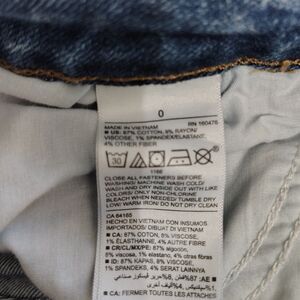 0
MADE IN VIETNAM RN 160476
■ US: 87% COTTON, 8% RAYON/
VISCOSE, 1% SPANDEX/ELASTANE,
4% OTHER FIBER
30
1166
CLOSE ALL FASTENERS BEFORE
WASHING/ MACHINE WASH COLD/
WASH AND DRY INSIDE OUT WITH LIKE
COLORS/ ONLY NON-CHLORINE
BLEACH WHEN NEEDED/ TUMBLE DRY
LOW/ WARM IRON/ DO NOT DRY CLEAN
CA 54165
HECHO EN VIETNAM CON INSUMOS
IMPORTADOS/ DIBUAT DI VIETNAM
■ CA: 87% COTON, 8% VISCOSE,
1% ÉLASTHANNE, 4% AUTRE FIBRE
■ CR/CL/MX/PE: 87% algodón,
8% viscosa, 1% elastano, 4% otras fibras
■ ID: 87% KAPAS, 8% VISCOSE,
1% SPANDEKS, 4% SERAT LAINNYA
■ CA: FERMER TOUTES LES ATTACHES